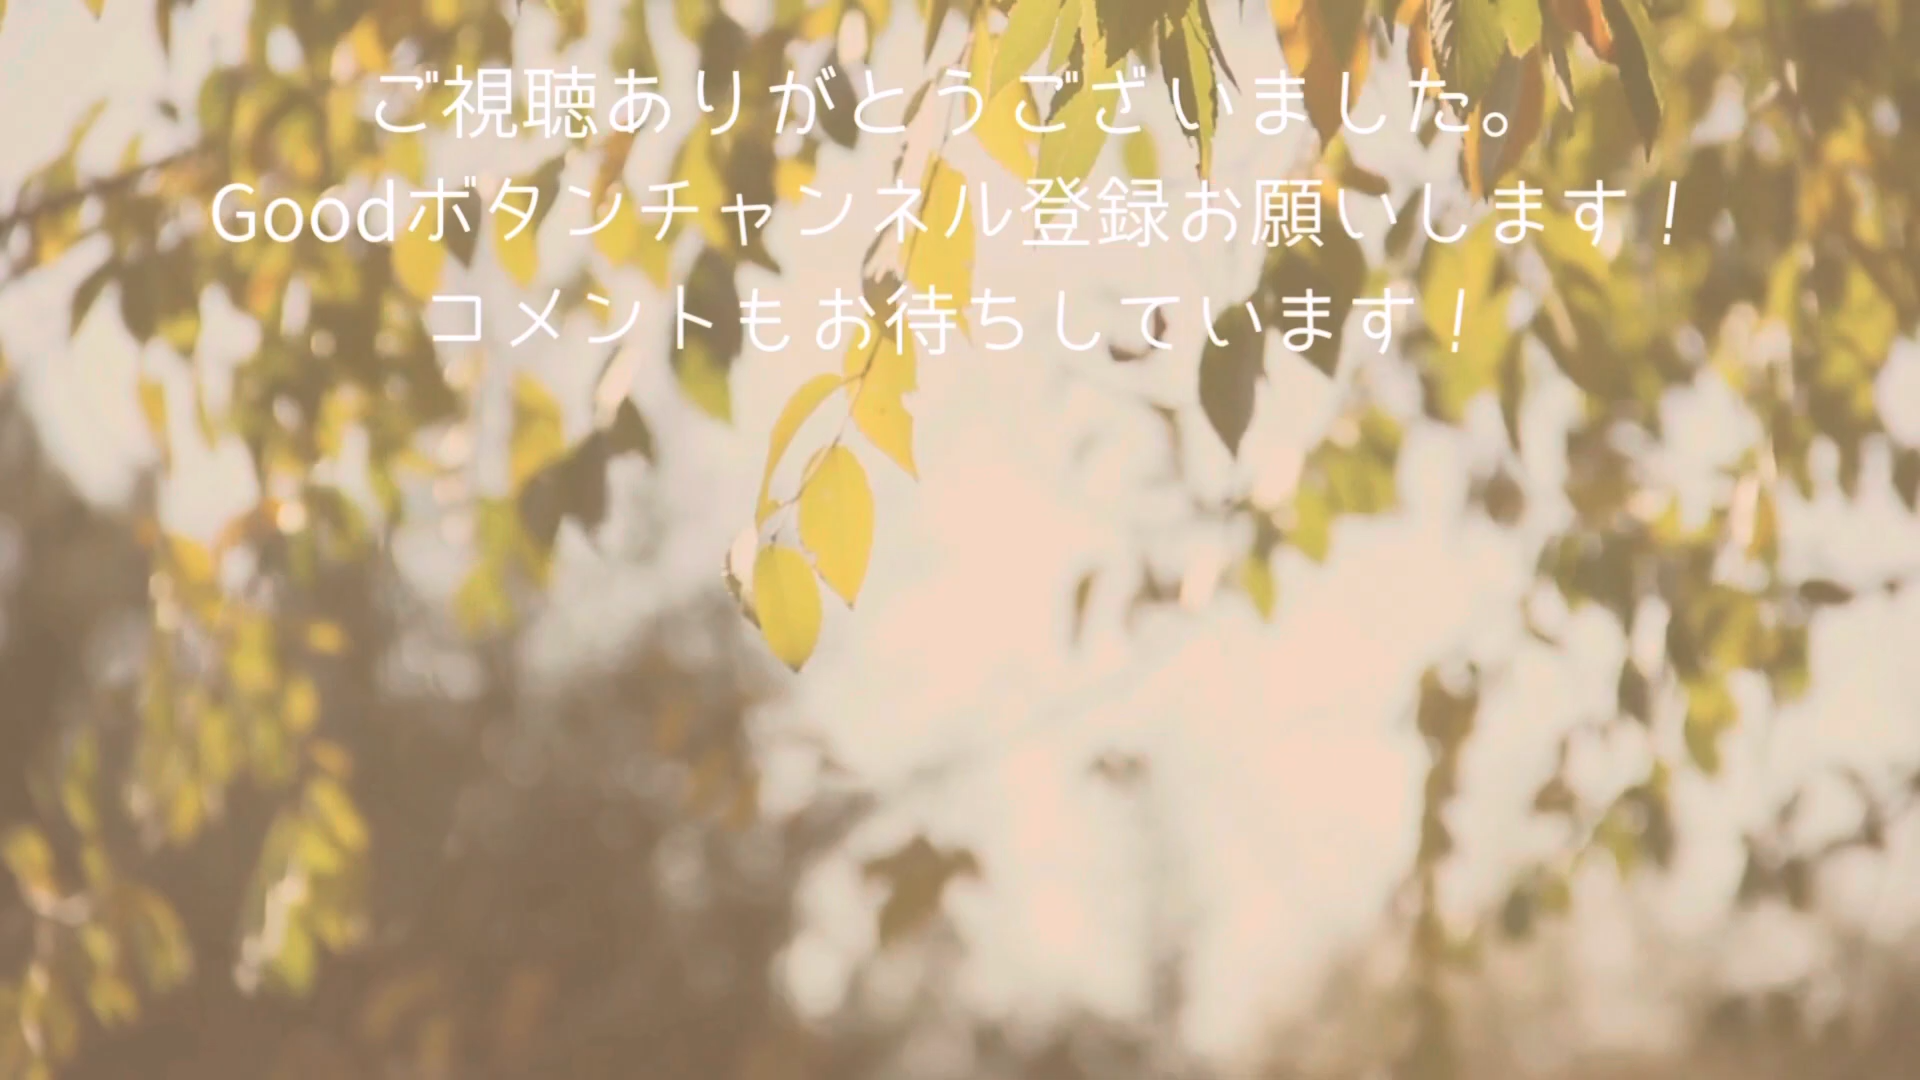 ご視聴ありがとうございました。
Goodボタンチャンネル登録お願いします！
コメントもお待ちしています！